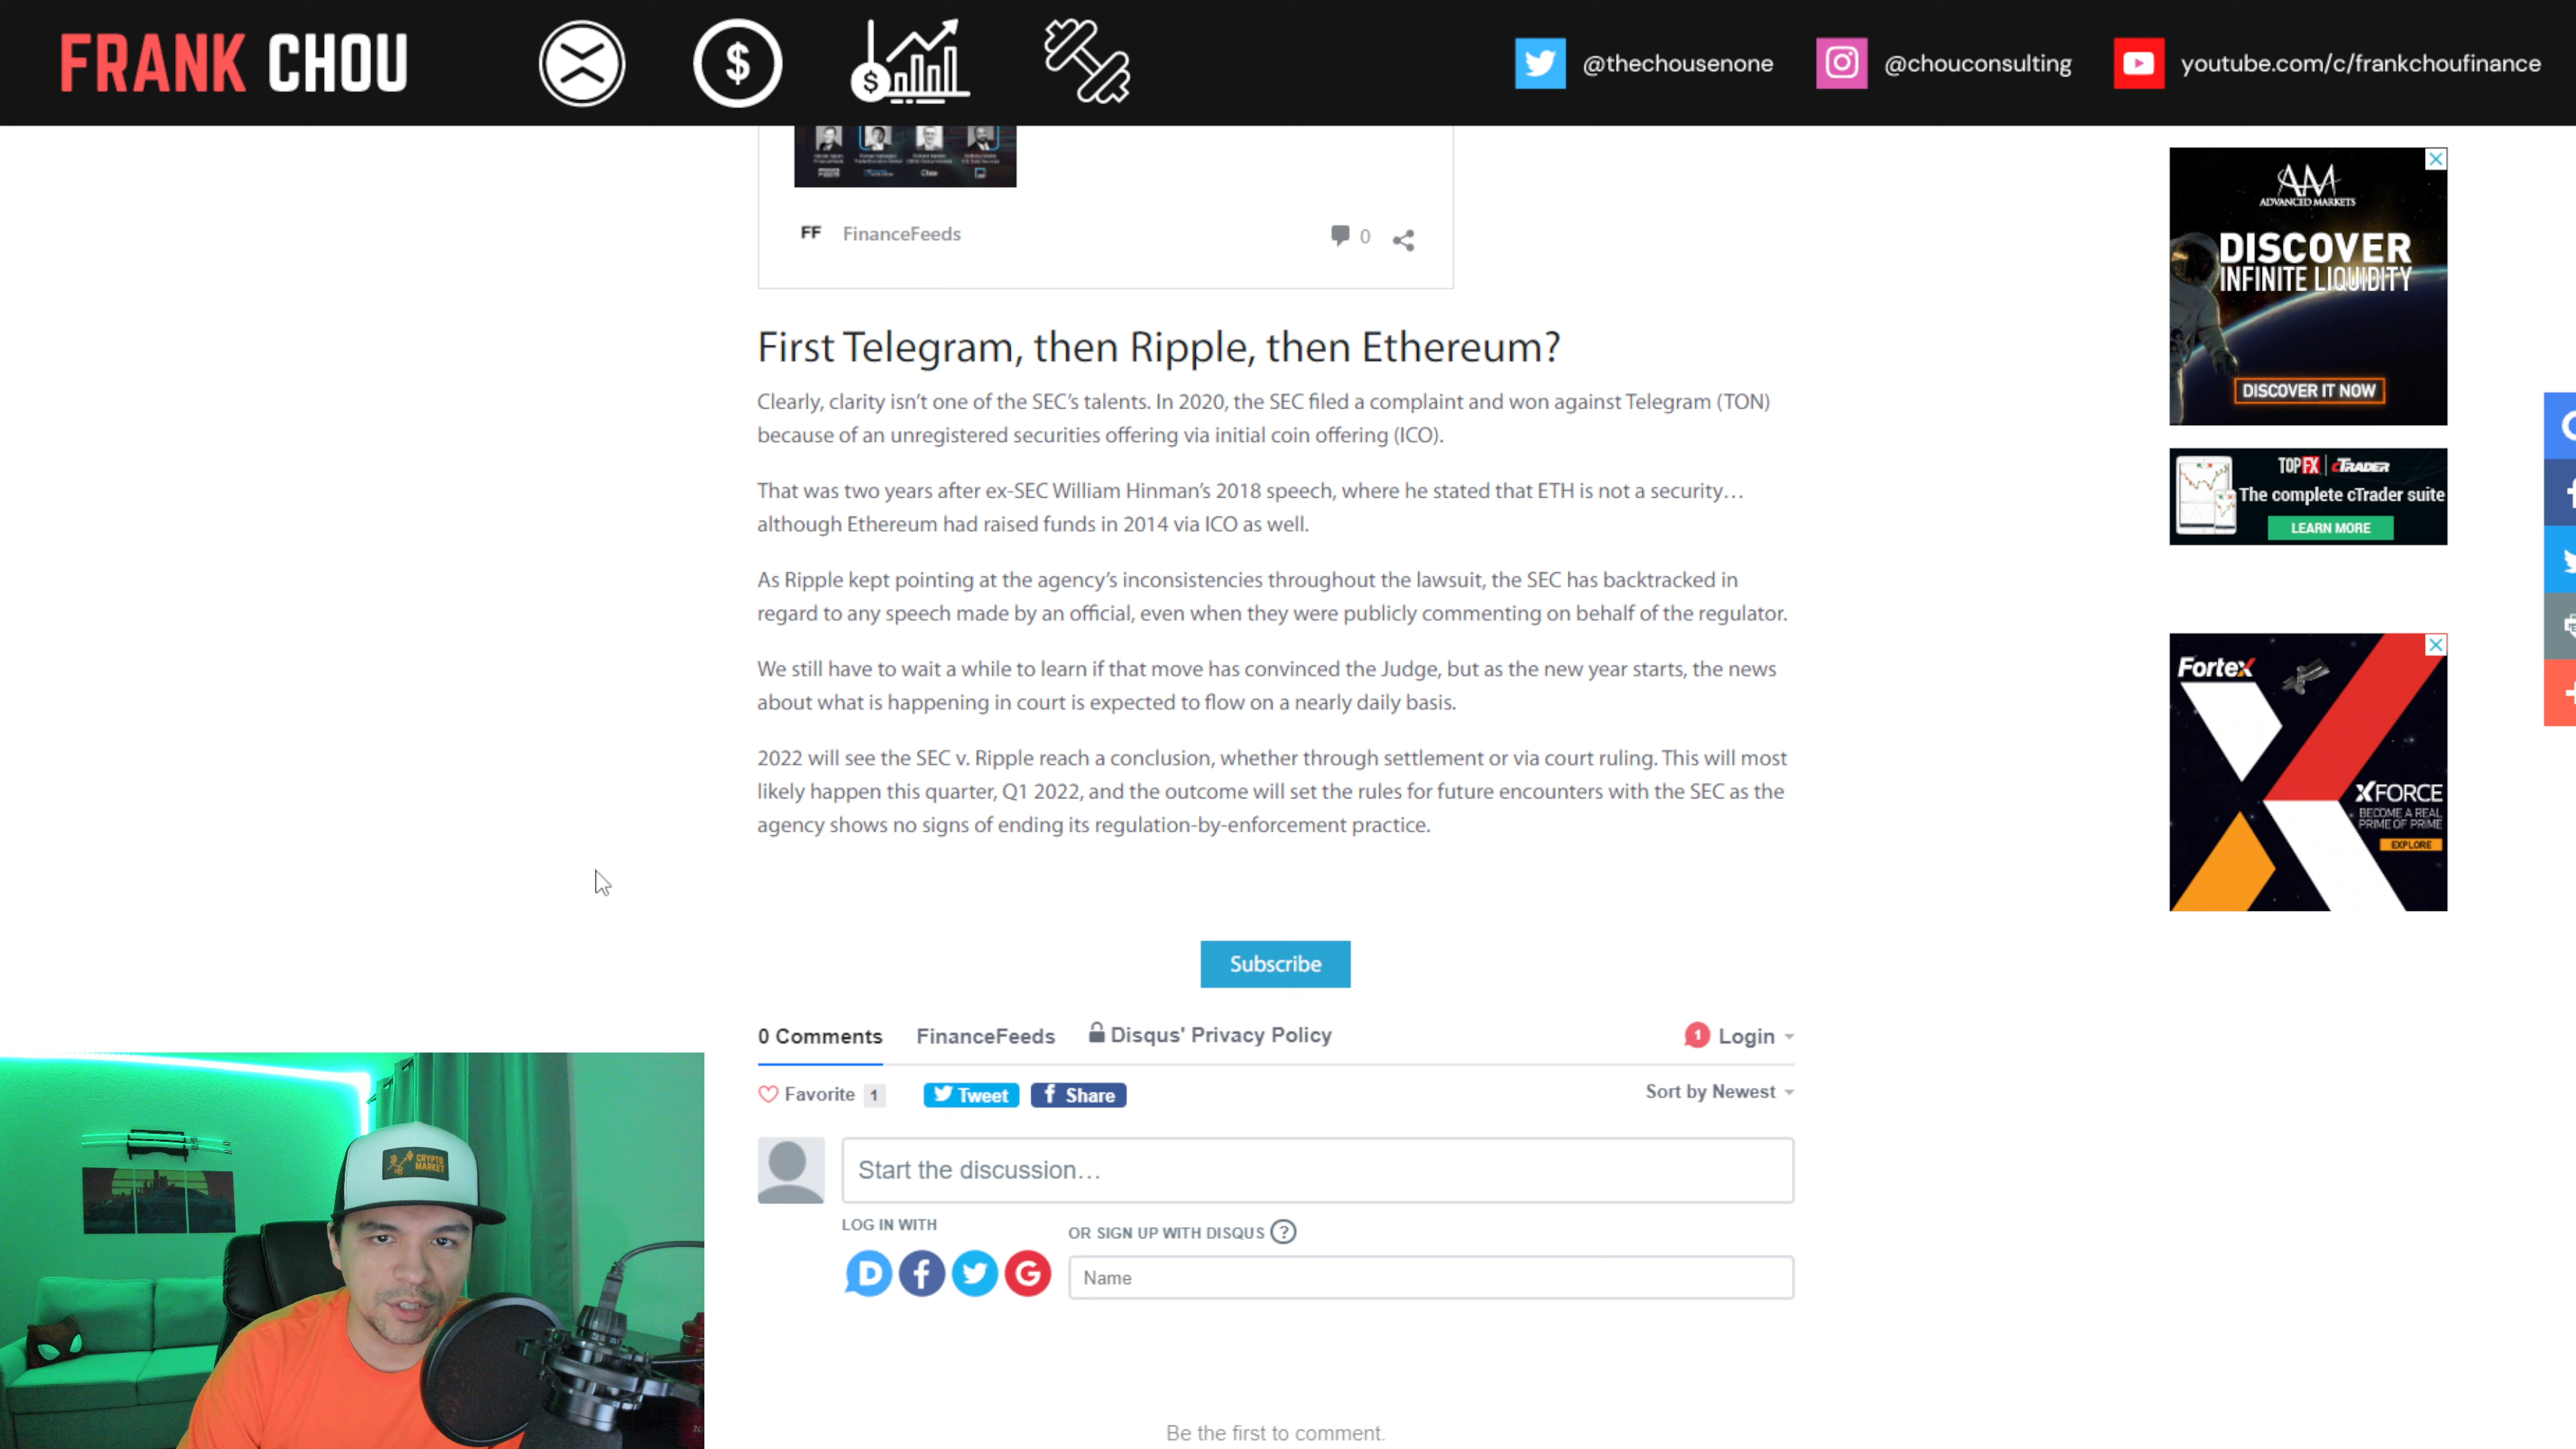 FRANK CHOU
@thechousenone
@chouconsulting
youtube.com/c/frankchoufinance
FF FinanceFeeds
0
First Telegram, then Ripple, then Ethereum?
Clearly, clarity isn’t one of the SEC’s talents. In 2020, the SEC filed a complaint and won against Telegram (TON)
because of an unregistered securities offering via initial coin offering (ICO).
That was two years after ex-SEC William Hinman’s 2018 speech, where he stated that ETH is not a security…
although Ethereum had raised funds in 2014 via ICO as well.
As Ripple kept pointing at the agency’s inconsistencies throughout the lawsuit, the SEC has backtracked in
regard to any speech made by an official, even when they were publicly commenting on behalf of the regulator.
We still have to wait a while to learn if that move has convinced the Judge, but as the new year starts, the news
about what is happening in court is expected to flow on a nearly daily basis.
2022 will see the SEC v. Ripple reach a conclusion, whether through settlement or via court ruling. This will most
likely happen this quarter, Q1 2022, and the outcome will set the rules for future encounters with the SEC as the
agency shows no signs of ending its regulation-by-enforcement practice.
Subscribe
0 Comments FinanceFeeds Disqus' Privacy Policy
1 Login
Favorite 1 Tweet Share
Sort by Newest
Start the discussion…
LOG IN WITH
OR SIGN UP WITH DISQUS ?
Name
Be the first to comment.
AM
ADVANCED MARKETS
DISCOVER
INFINITE LIQUIDITY
DISCOVER IT NOW
TOPFX cTRADER
The complete cTrader suite
LEARN MORE
Fortex
XFORCE
BECOME A REAL
PRIME OF PRIME
EXPLORE
CRYPTO
MARKET